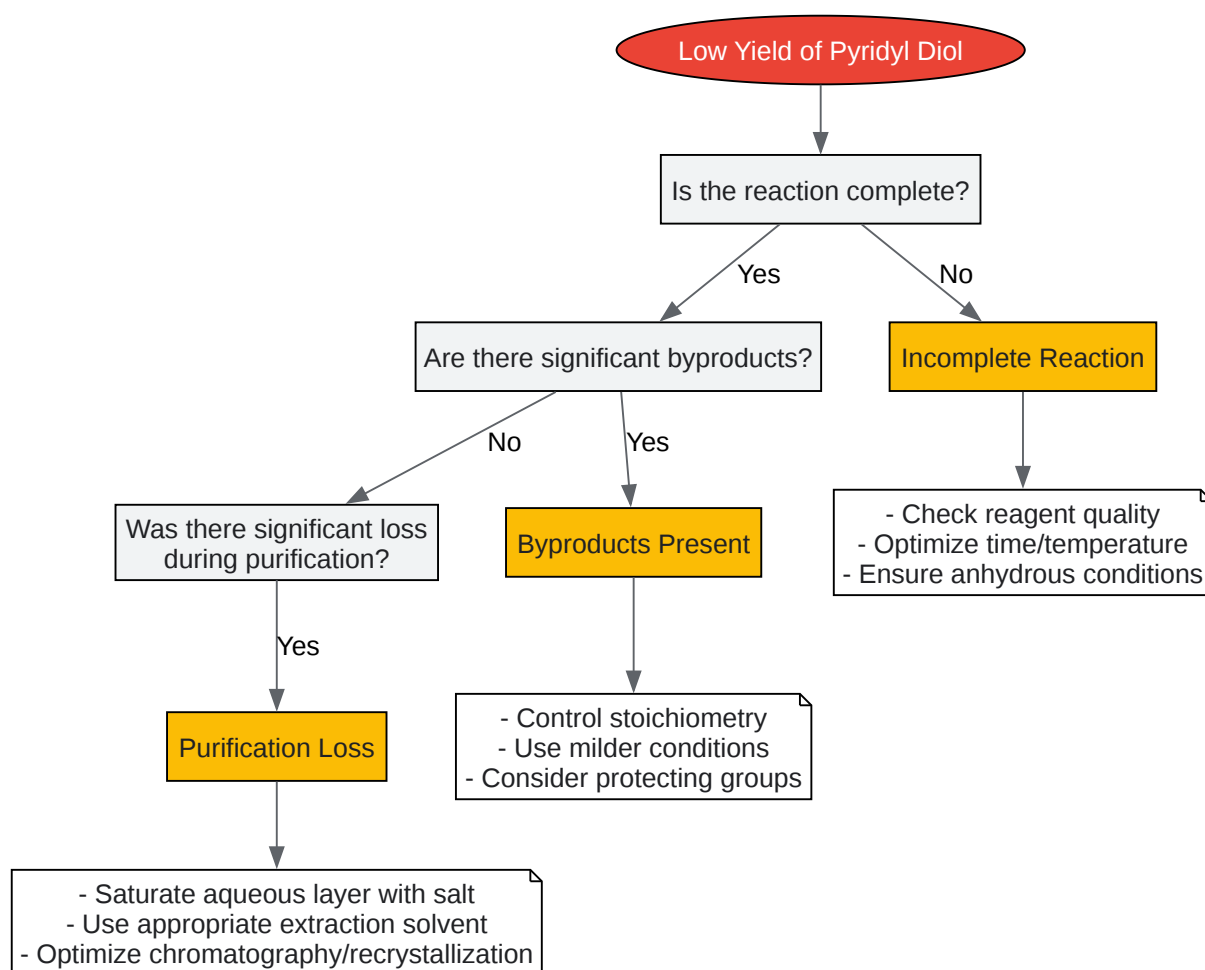 Low Yield of Pyridyl Diol
Is the reaction complete?
Yes
No
Are there significant byproducts?
Incomplete Reaction
No
Yes
Was there significant loss
during purification?
Byproducts Present
- Check reagent quality
- Optimize time/temperature
- Ensure anhydrous conditions
Yes
Purification Loss
- Control stoichiometry
- Use milder conditions
- Consider protecting groups
- Saturate aqueous layer with salt
- Use appropriate extraction solvent
- Optimize chromatography/recrystallization